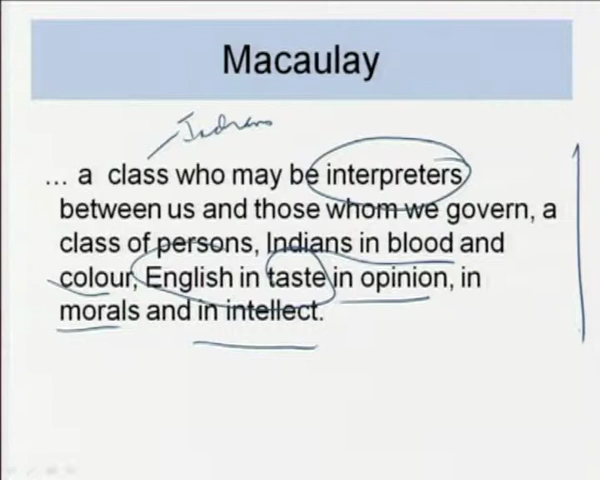 Macaulay
Indians
... a class who may be interpreters
between us and those whom we govern, a
class of persons, Indians in blood and
colour, English in taste in opinion, in
morals and in intellect.